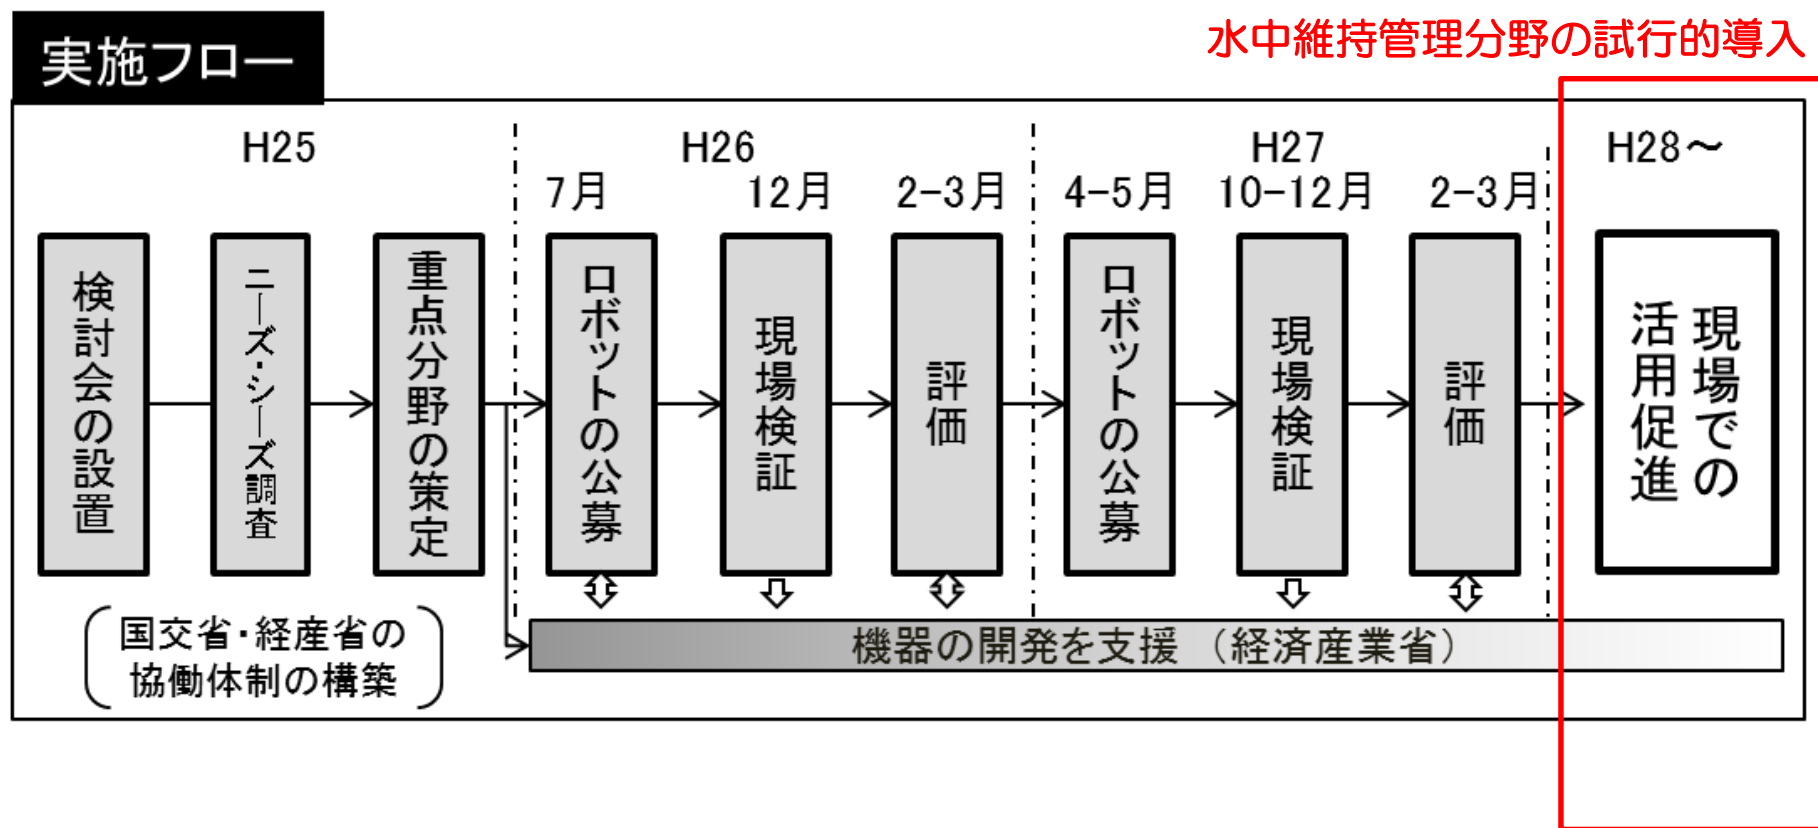 実施フロー
水中維持管理分野の試行的導入
H25
H26
H27
H28～
7月
12月
2-3月
4-5月
10-12月
2-3月
検討会の設置
ニーズ・シーズ調査
重点分野の策定
ロボットの公募
現場検証
評価
ロボットの公募
現場検証
評価
現場での
活用促進
国交省・経産省の
協働体制の構築
機器の開発を支援（経済産業省）